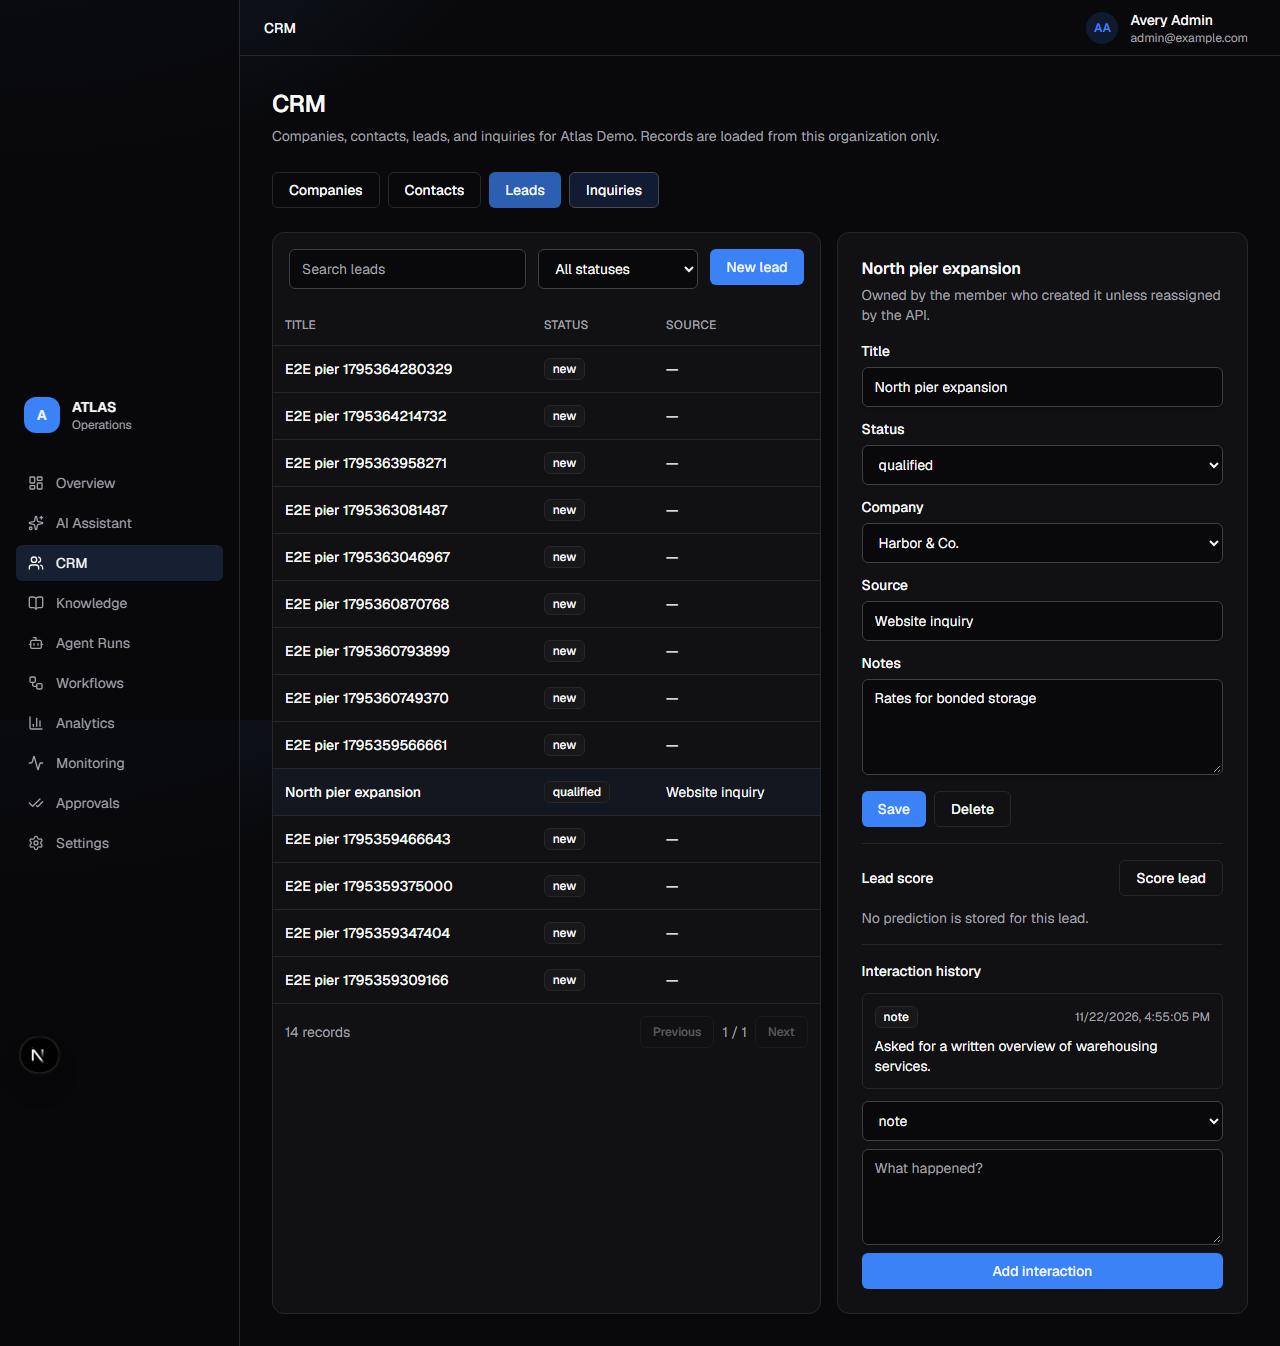 CRM
AA
Avery Admin
admin@example.com
A
ATLAS
Operations
Overview
AI Assistant
CRM
Knowledge
Agent Runs
Workflows
Analytics
Monitoring
Approvals
Settings
N
CRM
Companies, contacts, leads, and inquiries for Atlas Demo. Records are loaded from this organization only.
Companies Contacts Leads Inquiries
Search leads All statuses New lead
TITLE STATUS SOURCE
E2E pier 1795364280329 new —
E2E pier 1795364214732 new —
E2E pier 1795363958271 new —
E2E pier 1795363081487 new —
E2E pier 1795363046967 new —
E2E pier 1795360870768 new —
E2E pier 1795360793899 new —
E2E pier 1795360749370 new —
E2E pier 1795359566661 new —
North pier expansion qualified Website inquiry
E2E pier 1795359466643 new —
E2E pier 1795359375000 new —
E2E pier 1795359347404 new —
E2E pier 1795359309166 new —
14 records Previous 1 / 1 Next
North pier expansion
Owned by the member who created it unless reassigned
by the API.
Title
North pier expansion
Status
qualified
Company
Harbor & Co.
Source
Website inquiry
Notes
Rates for bonded storage
Save Delete
Lead score Score lead
No prediction is stored for this lead.
Interaction history
note 11/22/2026, 4:55:05 PM
Asked for a written overview of warehousing
services.
note
What happened?
Add interaction